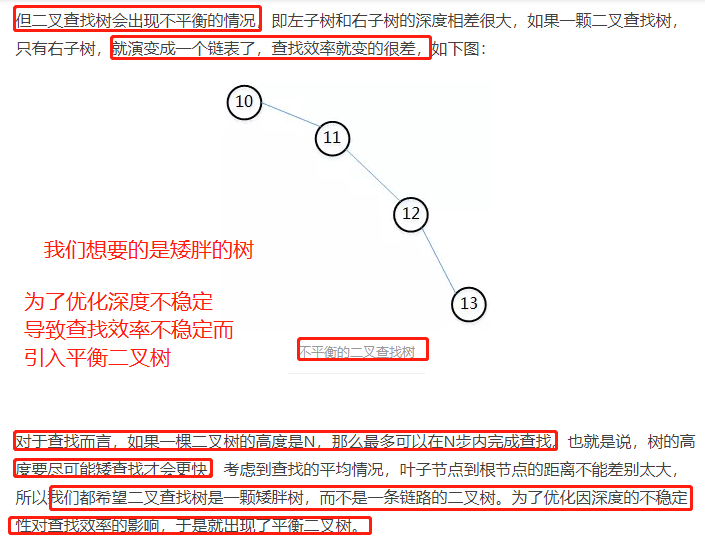 但二叉查找树会出现不平衡的情况，即左子树和右子树的深度相差很大，如果一颗二叉查找树，
只有右子树，就演变成一个链表了，查找效率就变的很差，如下图：
10
11
12
13
我们想要的是矮胖的树
为了优化深度不稳定
导致查找效率不稳定而
引入平衡二叉树
不平衡的二叉查找树
对于查找而言，如果一棵二叉树的高度是N，那么最多可以在N步内完成查找。也就是说，树的高
度要尽可能矮查找才会更快。考虑到查找的平均情况，叶子节点到根节点的距离不能差别太大，
所以我们都希望二叉查找树是一颗矮胖树，而不是一条链路的二叉树。为了优化因深度的不稳定
性对查找效率的影响，于是就出现了平衡二叉树。